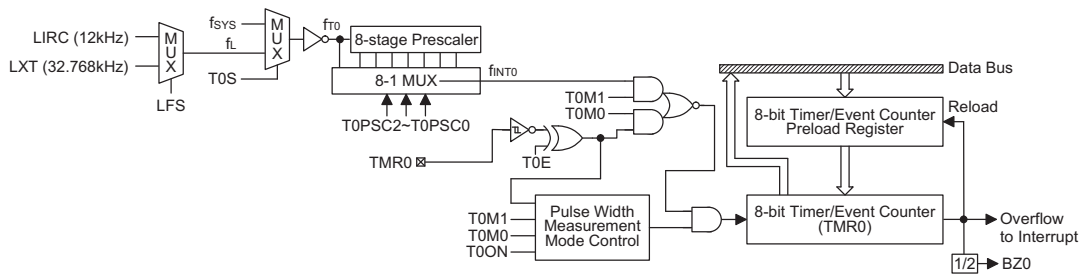 LIRC (12kHz)
LXT (32.768kHz)
MUX
LFS
fSYS
fL
T0S
MUX
fT0
8-stage Prescaler
8-1 MUX
fINT0
T0PSC2~T0PSC0
TMR0
T0E
T0M1
T0M0
T0M1
T0M0
T0ON
Pulse Width
Measurement
Mode Control
Data Bus
8-bit Timer/Event Counter
Preload Register
Reload
8-bit Timer/Event Counter
(TMR0)
Overflow
to Interrupt
1/2
BZ0